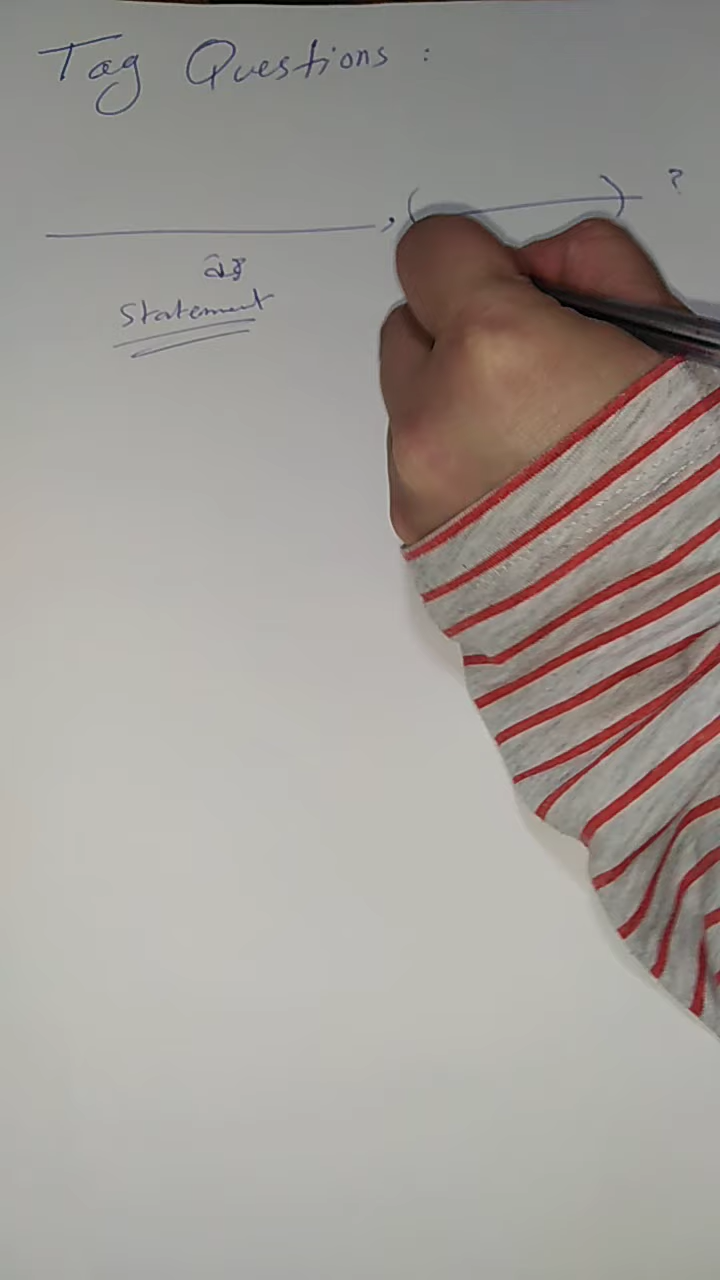 Tag Questions :
, ( ) ?
Statement